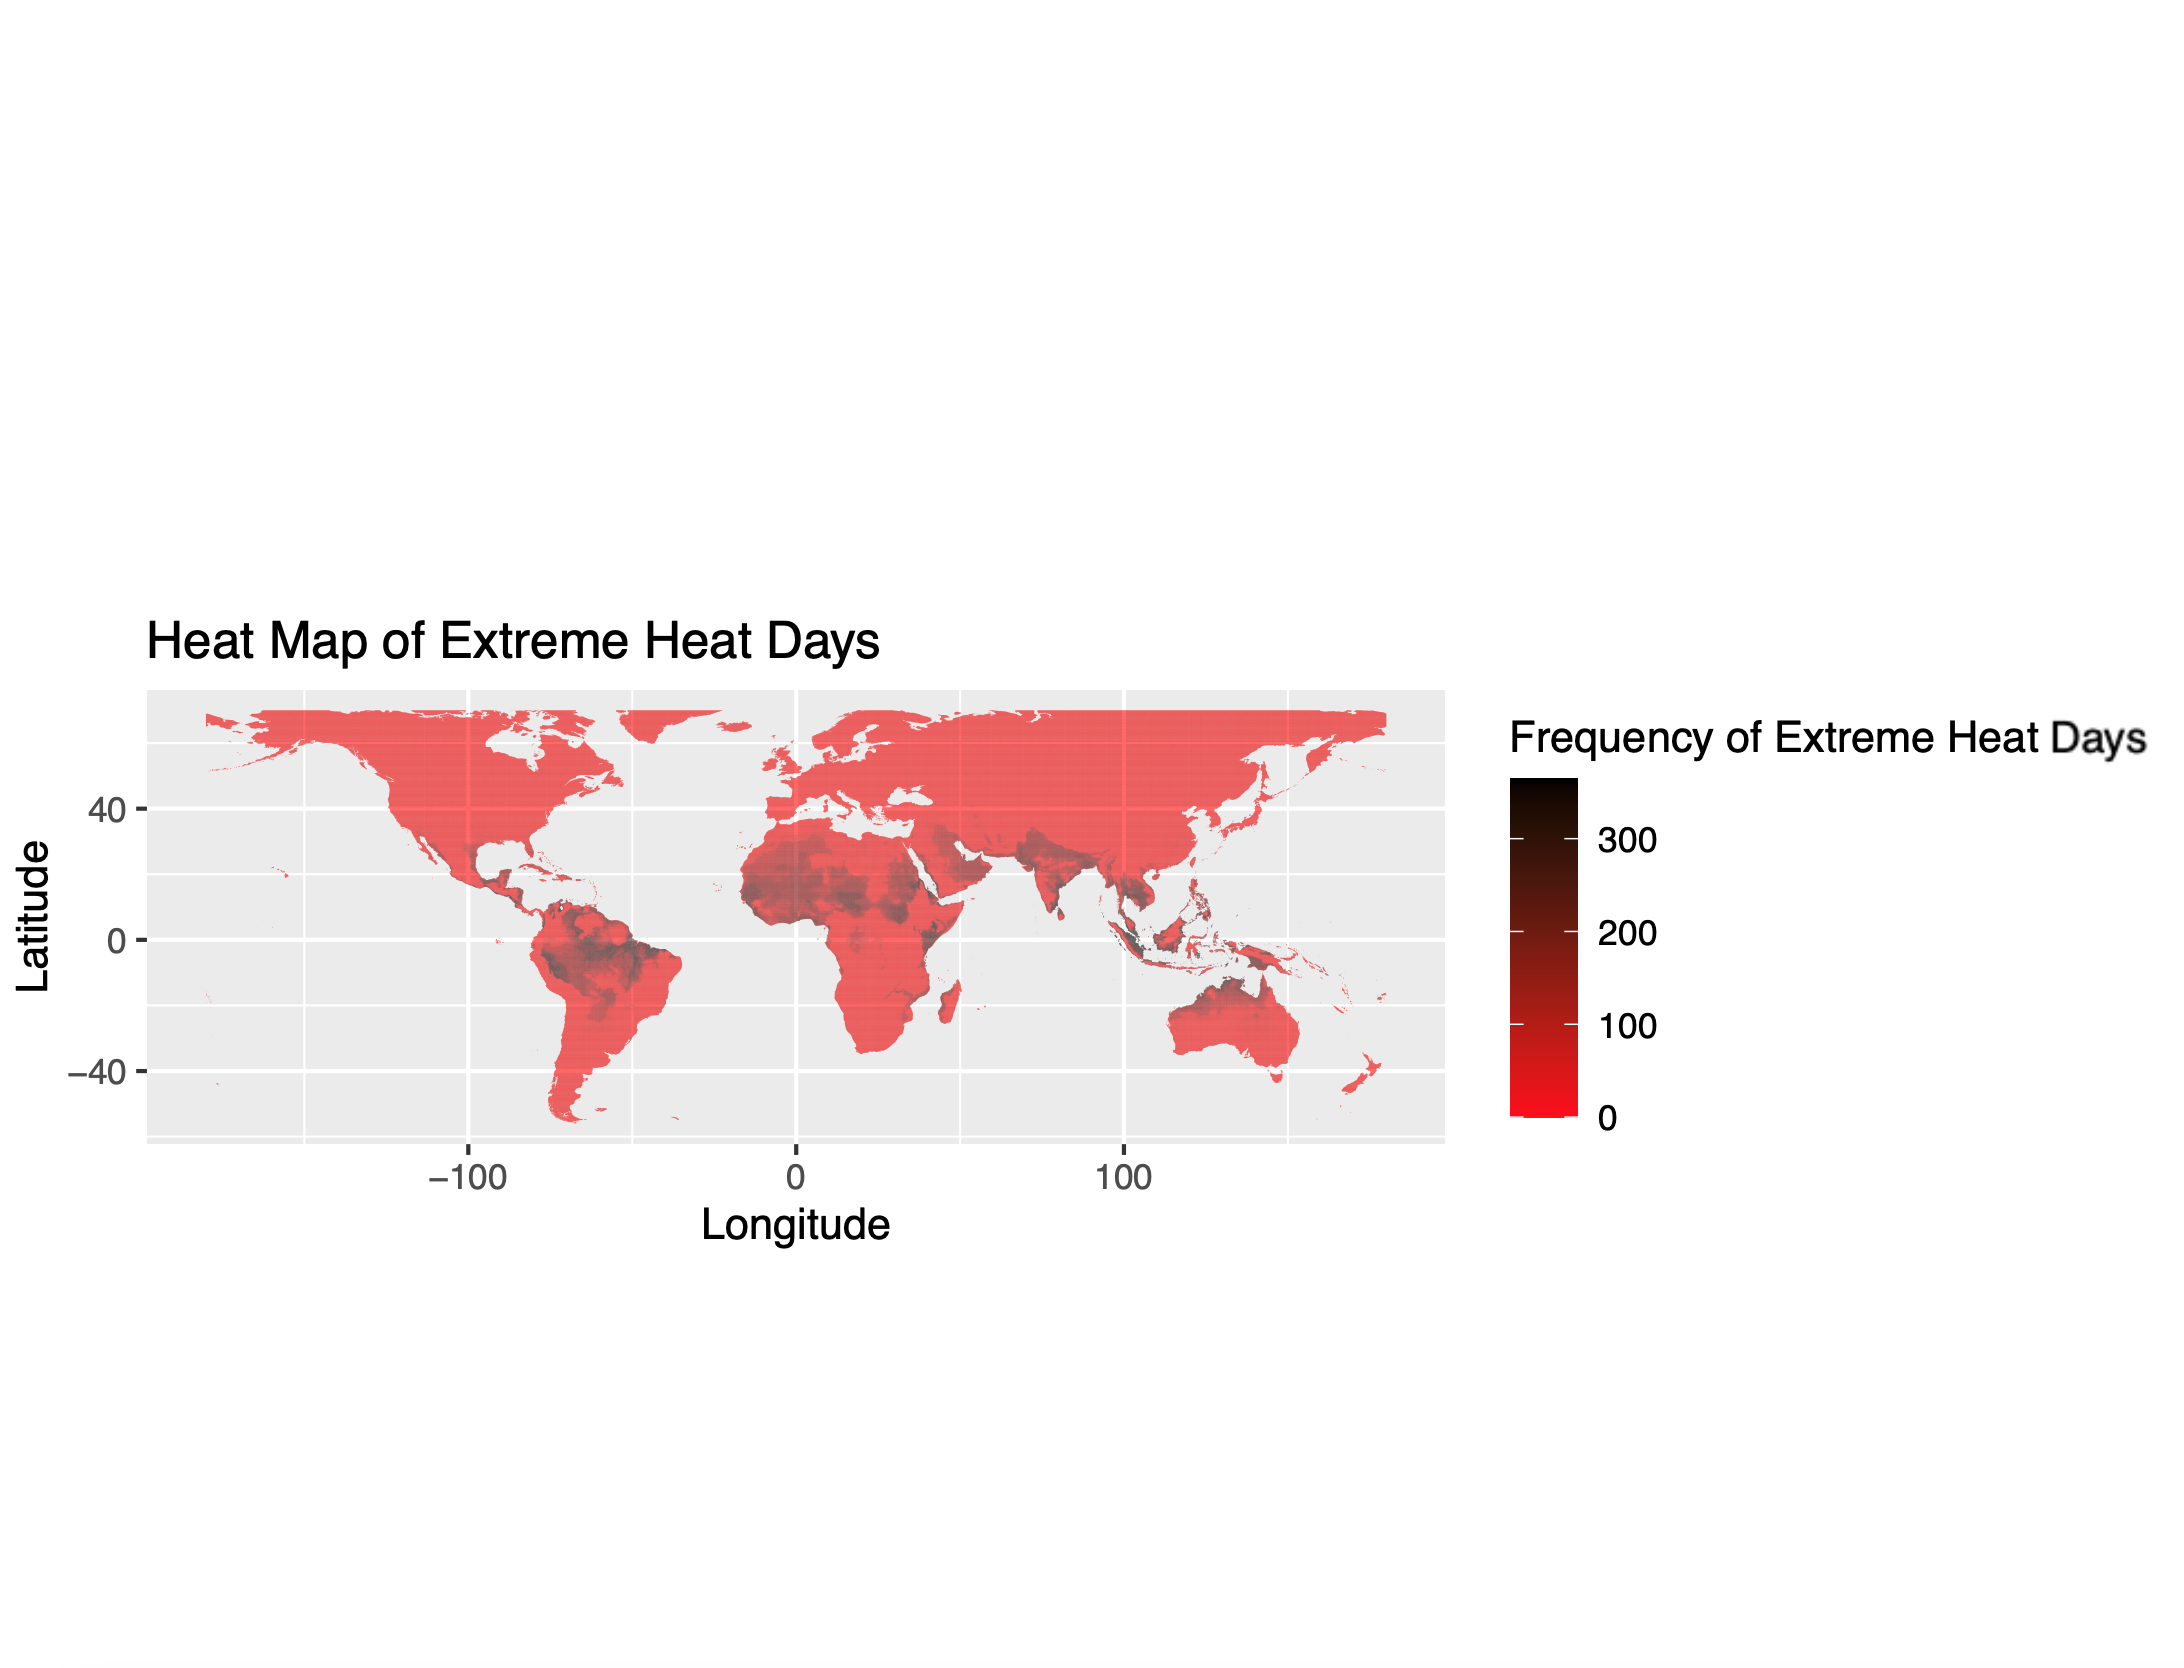 Heat Map of Extreme Heat Days
Frequency of Extreme Heat Days
300
200
100
0
40
0
−40
Latitude
−100
0
100
Longitude